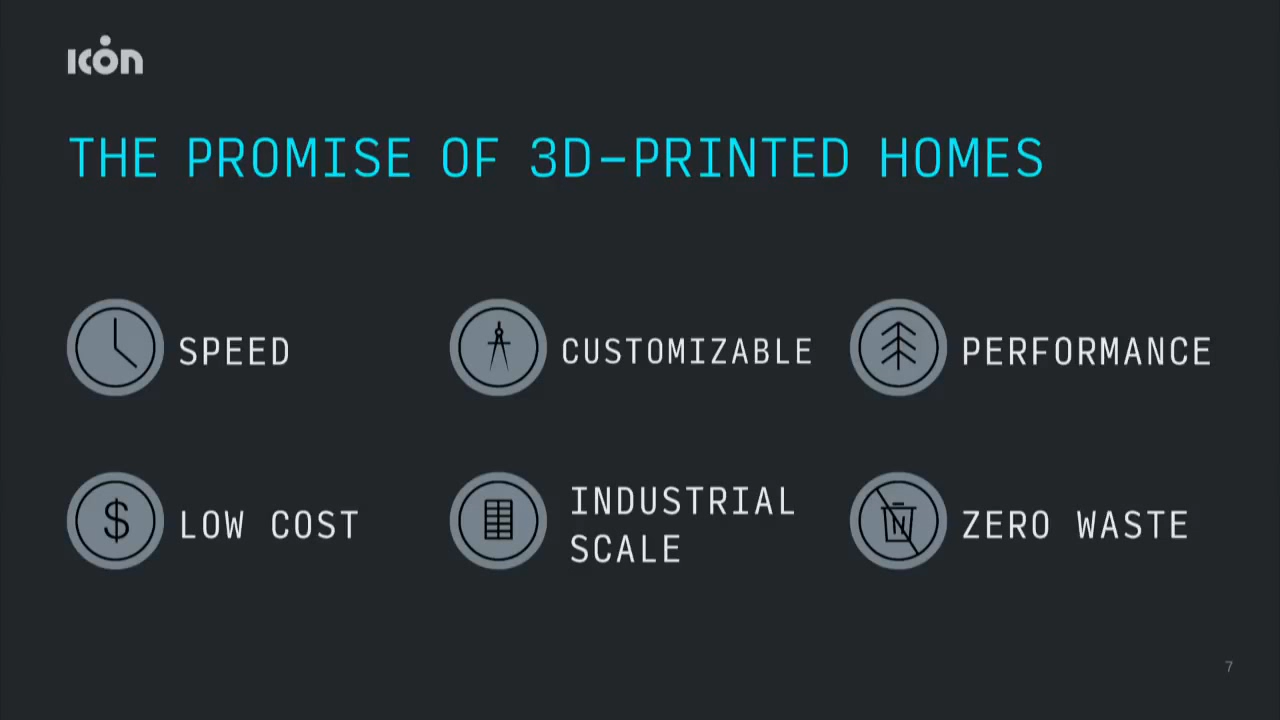 ICON
THE PROMISE OF 3D-PRINTED HOMES
SPEED
CUSTOMIZABLE
PERFORMANCE
$
LOW COST
INDUSTRIAL
SCALE
ZERO WASTE
7